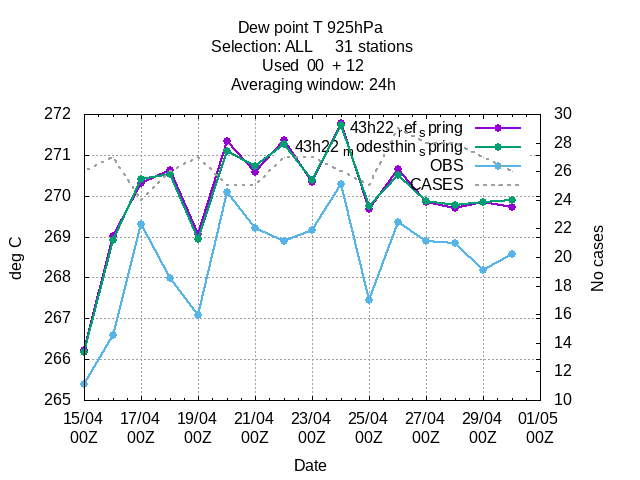 Dew point T 925hPa
Selection: ALL 31 stations
Used 00 + 12
Averaging window: 24h
272
271
270
269
268
267
266
265
30
28
26
24
22
20
18
16
14
12
10
43h22_ref_spring
43h22_modesthin_spring
OBS
CASES
deg C
No cases
15/04 17/04 19/04 21/04 23/04 25/04 27/04 29/04 01/05
00Z 00Z 00Z 00Z 00Z 00Z 00Z 00Z 00Z
Date